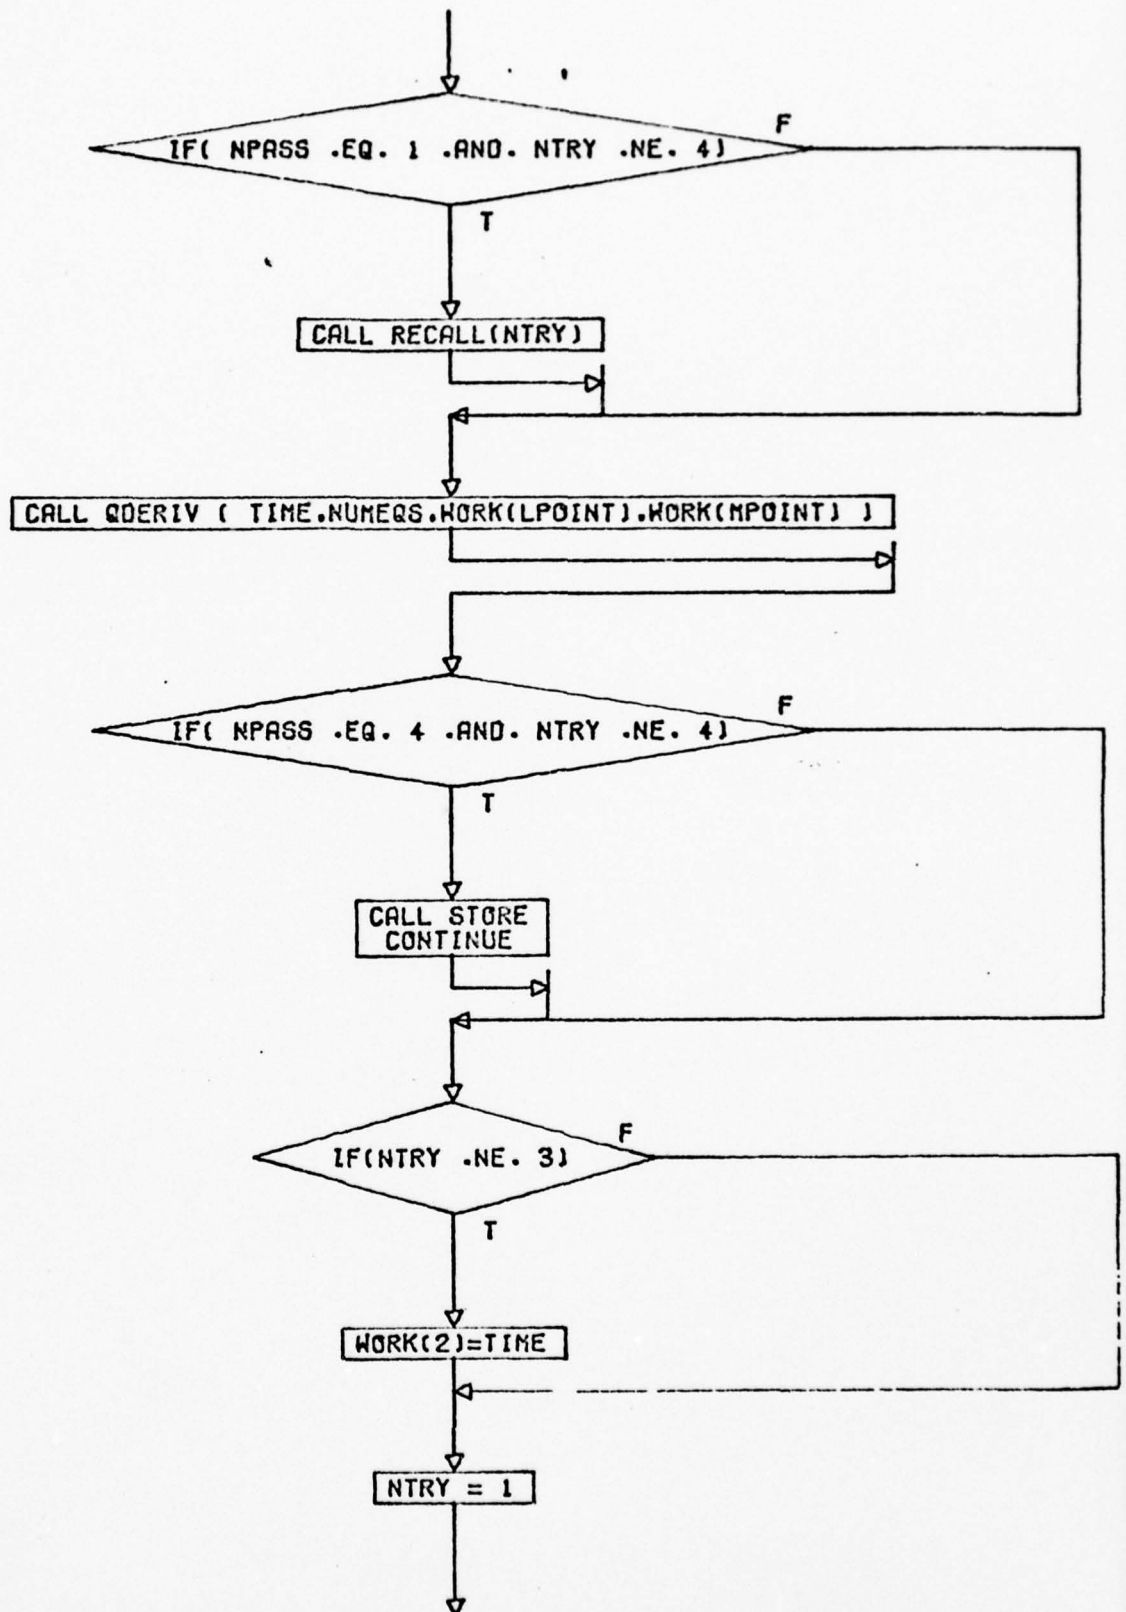 IF( NPASS .EQ. 1 .AND. NTRY .NE. 4)
F
T
CALL RECALL(NTRY)
CALL QDERIV ( TIME.NUMEQS.WORK(LPOINT).WORK(MPOINT) )
IF( NPASS .EQ. 4 .AND. NTRY .NE. 4)
F
T
CALL STORE
CONTINUE
IF(NTRY .NE. 3)
F
T
WORK(2)=TIME
NTRY = 1